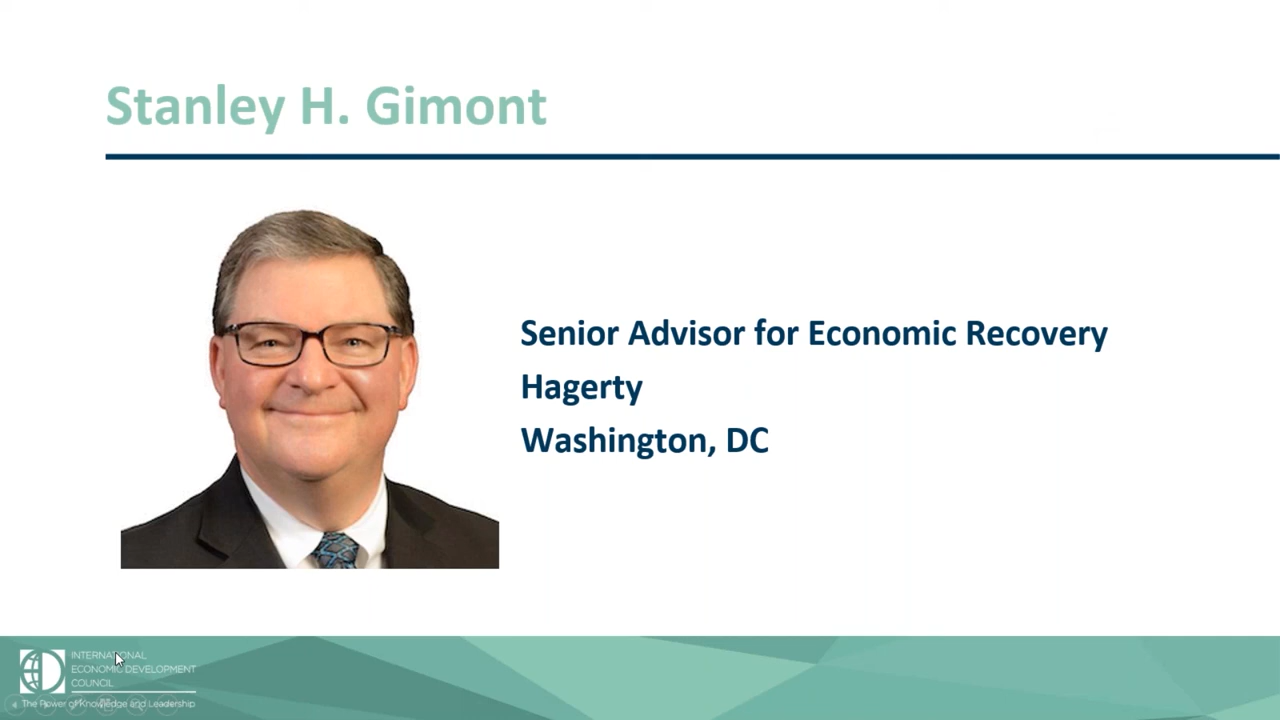 Stanley H. Gimont
Senior Advisor for Economic Recovery
Hagerty
Washington, DC
INTERNATIONAL
ECONOMIC DEVELOPMENT
COUNCIL
The Power of Knowledge and Leadership